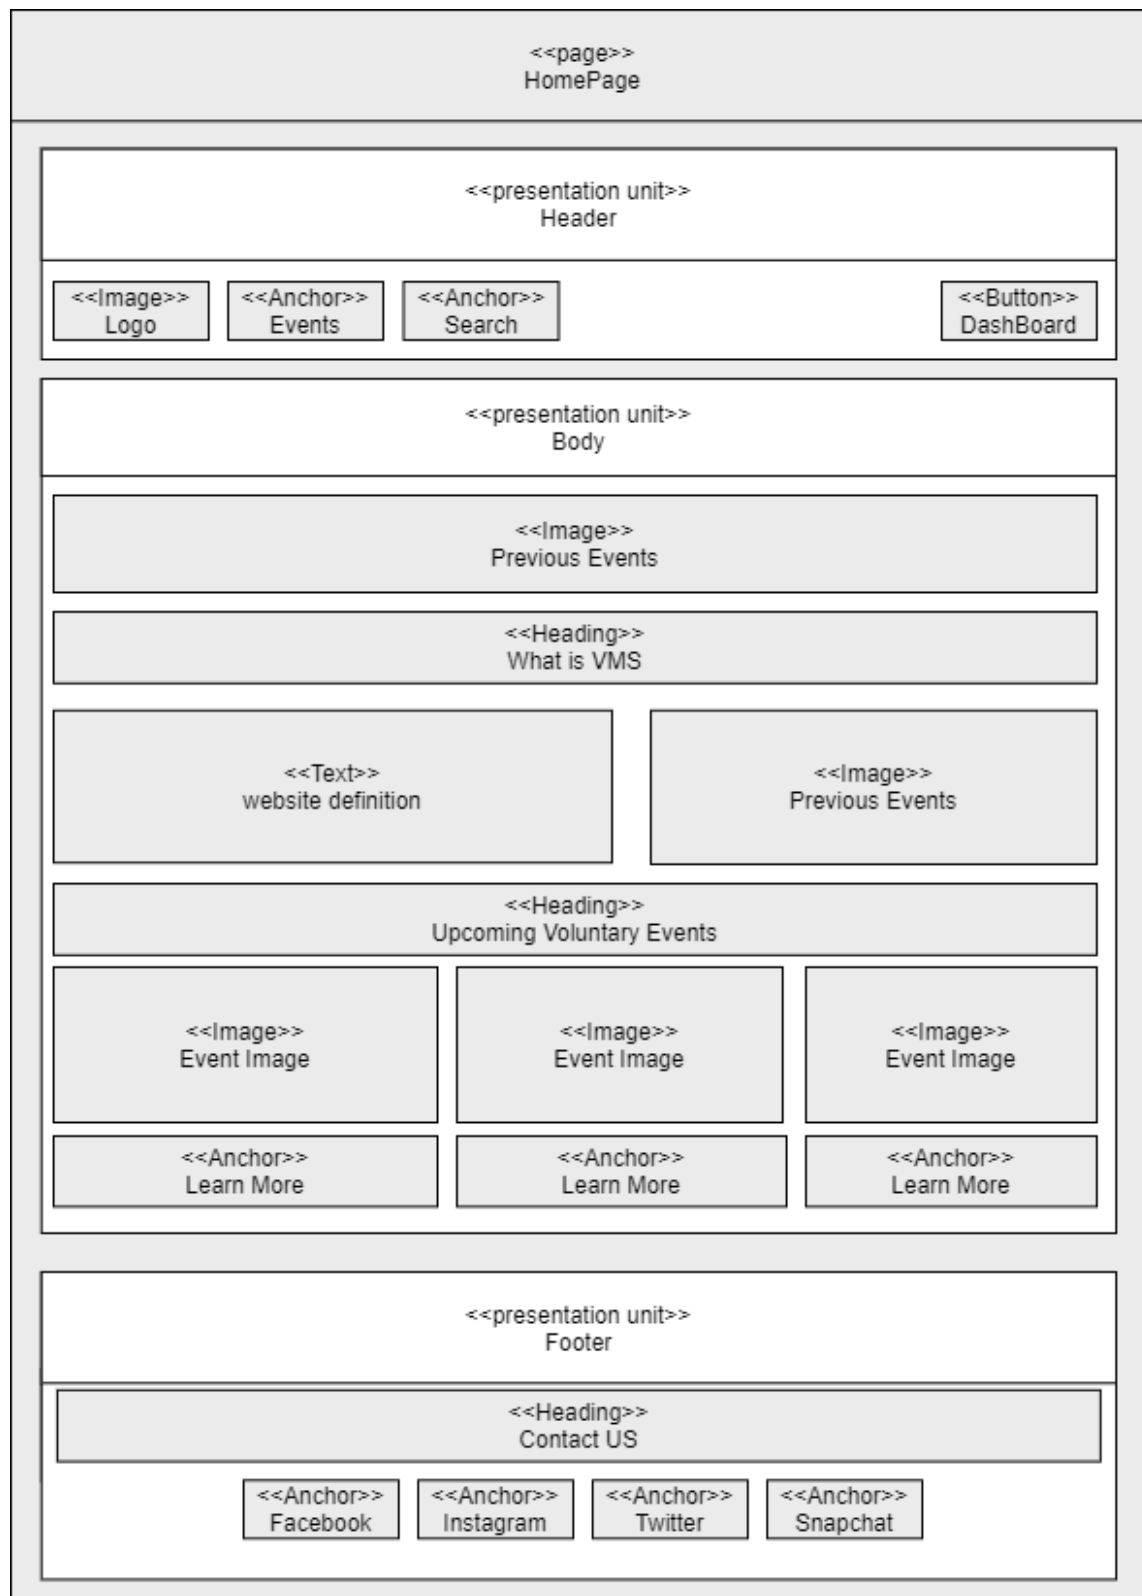 <<page>>
HomePage
<<presentation unit>>
Header
<<Image>>
Logo
<<Anchor>>
Events
<<Anchor>>
Search
<<Button>>
DashBoard
<<presentation unit>>
Body
<<Image>>
Previous Events
<<Heading>>
What is VMS
<<Text>>
website definition
<<Image>>
Previous Events
<<Heading>>
Upcoming Voluntary Events
<<Image>>
Event Image
<<Image>>
Event Image
<<Image>>
Event Image
<<Anchor>>
Learn More
<<Anchor>>
Learn More
<<Anchor>>
Learn More
<<presentation unit>>
Footer
<<Heading>>
Contact US
<<Anchor>>
Facebook
<<Anchor>>
Instagram
<<Anchor>>
Twitter
<<Anchor>>
Snapchat